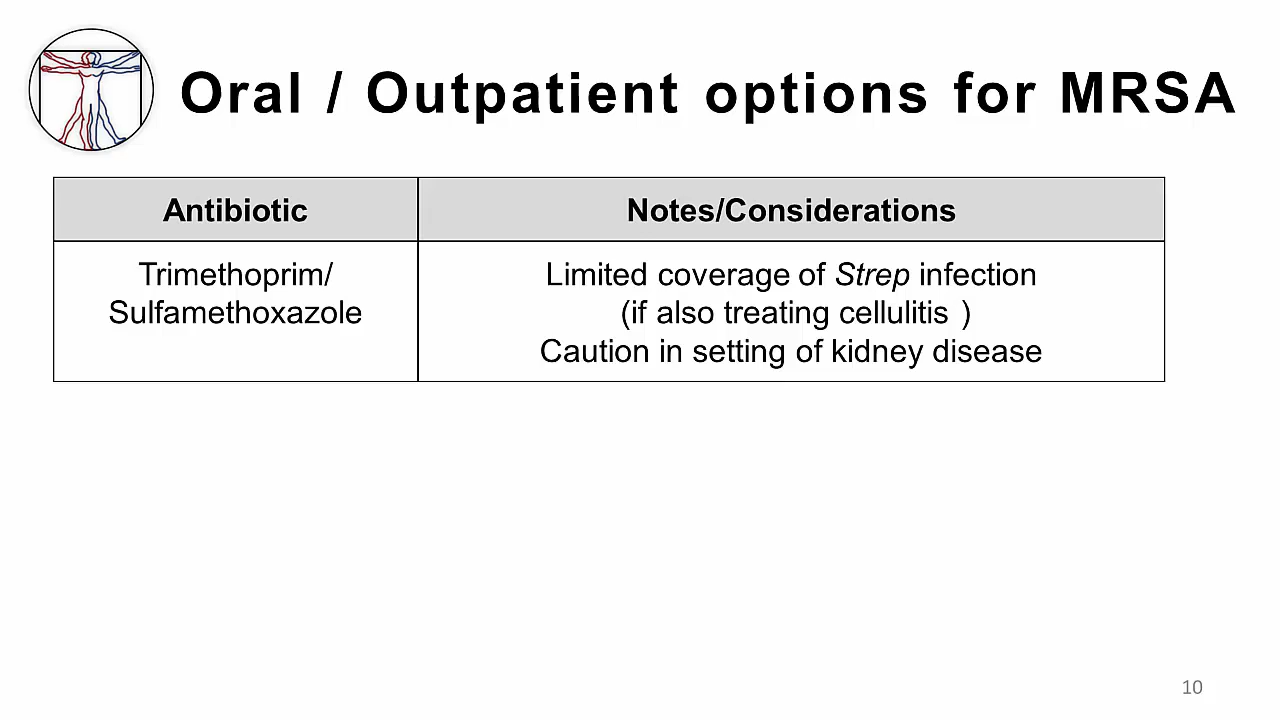 Oral / Outpatient options for MRSA
Antibiotic
Notes/Considerations
Trimethoprim/
Sulfamethoxazole
Limited coverage of Strep infection
(if also treating cellulitis )
Caution in setting of kidney disease
10